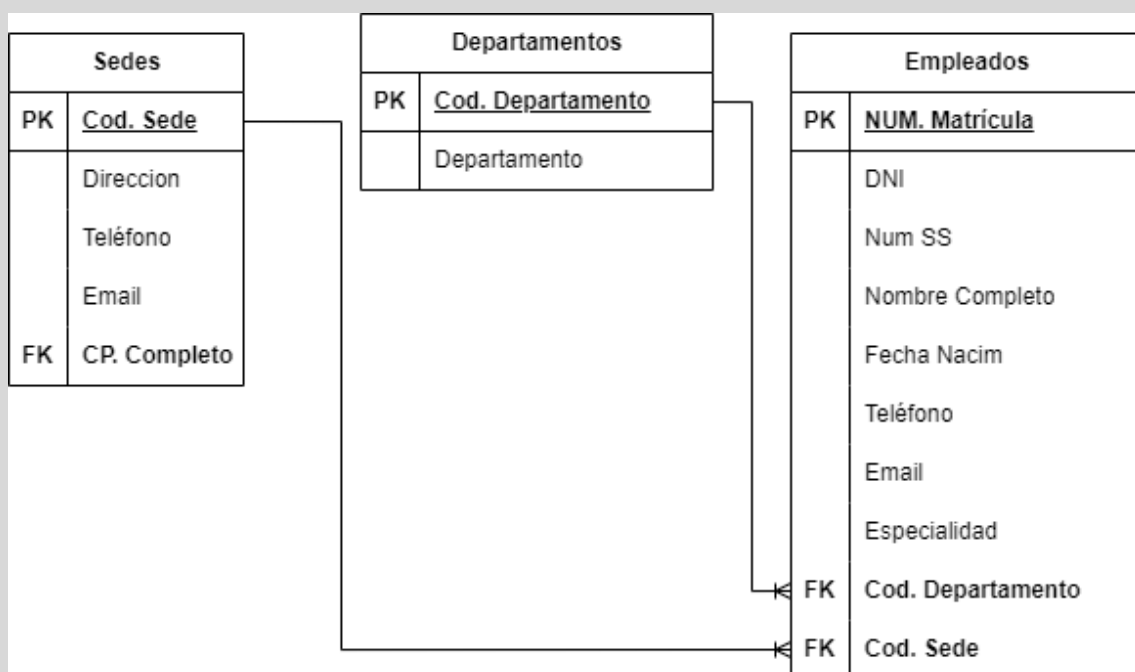 Sedes
PK Cod. Sede
Direccion
Teléfono
Email
FK CP. Completo
Departamentos
PK Cod. Departamento
Departamento
Empleados
PK NUM. Matrícula
DNI
Num SS
Nombre Completo
Fecha Nacim
Teléfono
Email
Especialidad
FK Cod. Departamento
FK Cod. Sede